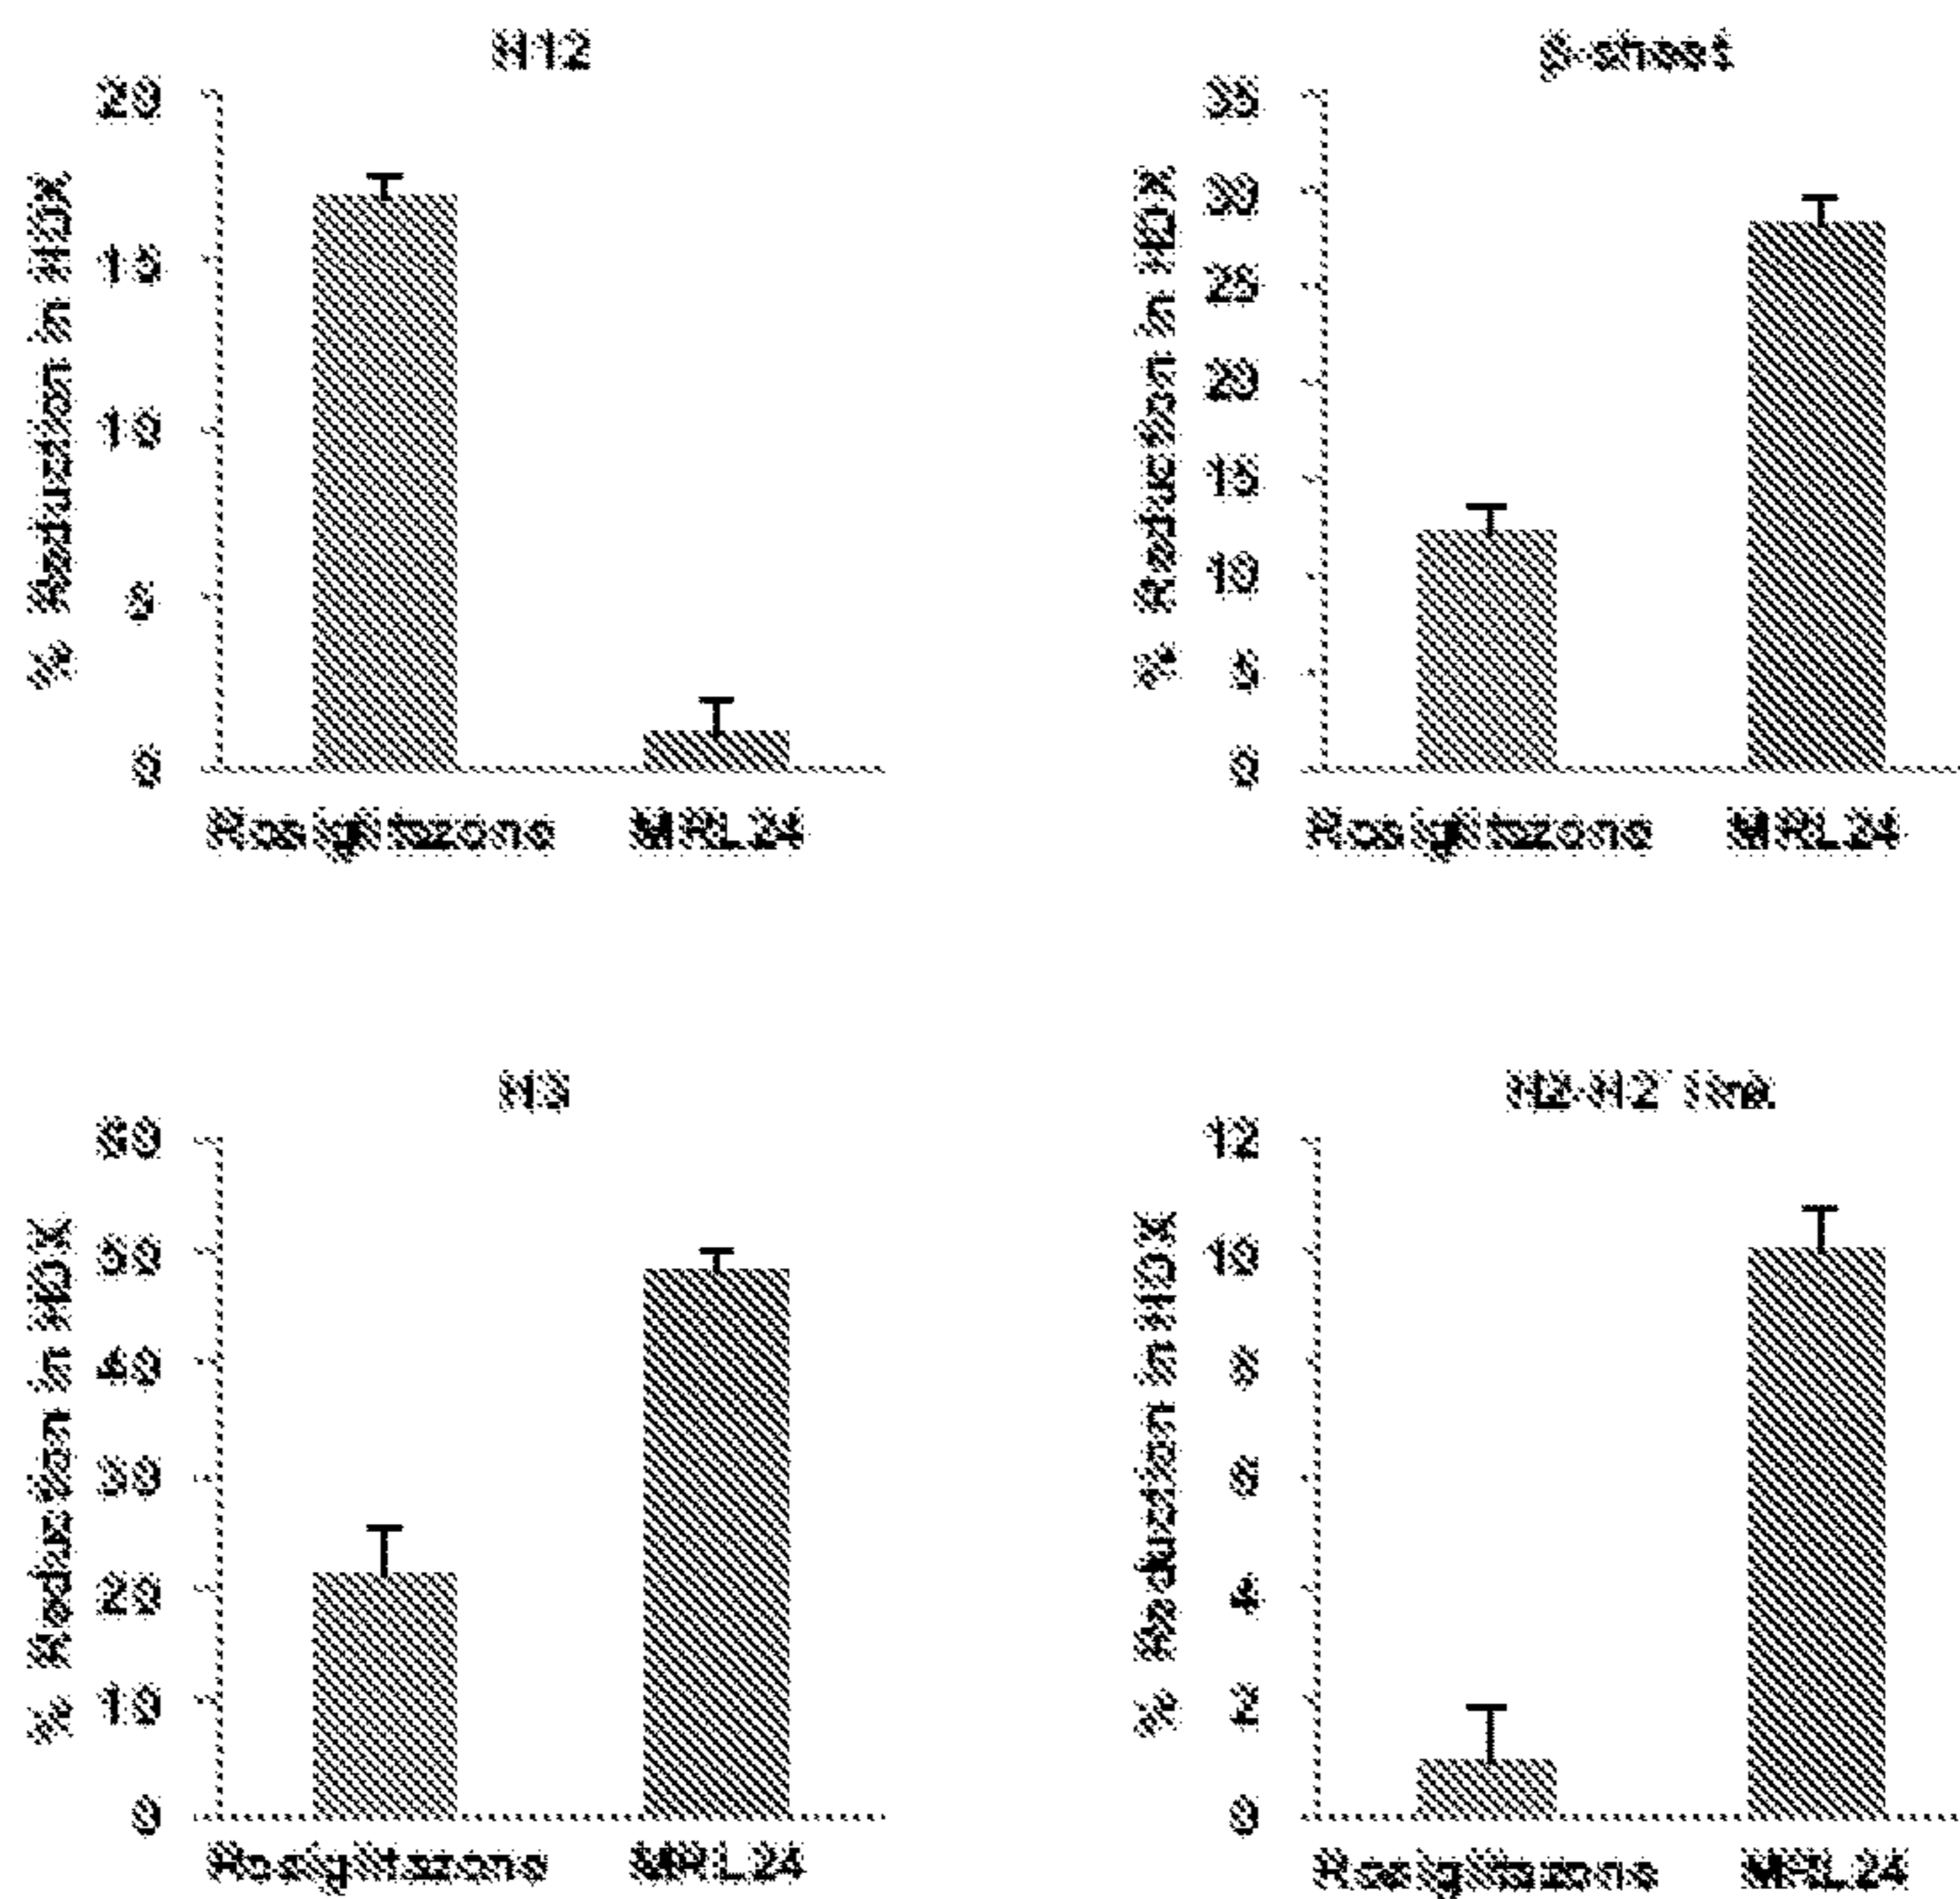 H12
% Reduction in HDX
20
15
10
5
0
Rosiglitazone MRL24
β-sheet
% Reduction in HDX
35
30
25
20
15
10
5
0
Rosiglitazone MRL24
H3
% Reduction in HDX
60
50
40
30
20
10
0
Rosiglitazone MRL24
H2-H2'
% Reduction in HDX
12
10
8
6
4
2
0
Rosiglitazone MRL24